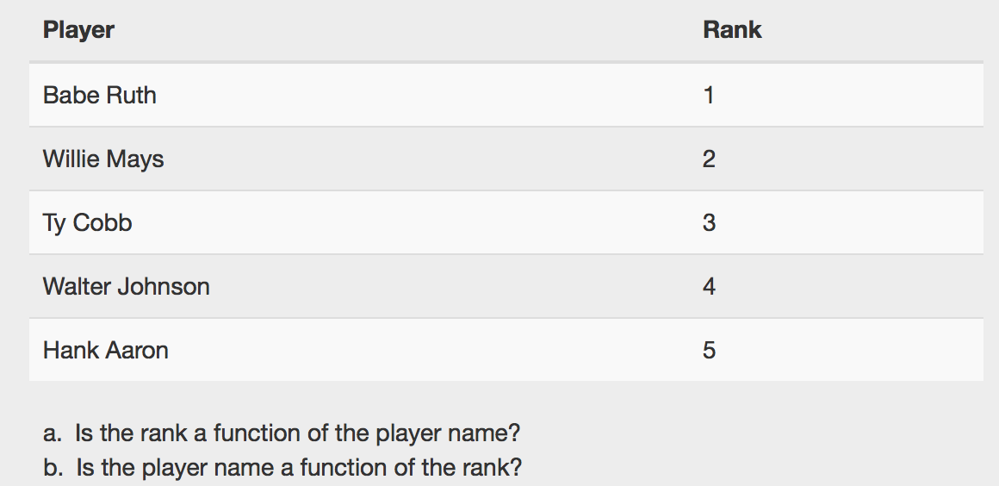 Player Rank
Babe Ruth 1
Willie Mays 2
Ty Cobb 3
Walter Johnson 4
Hank Aaron 5
a. Is the rank a function of the player name?
b. Is the player name a function of the rank?